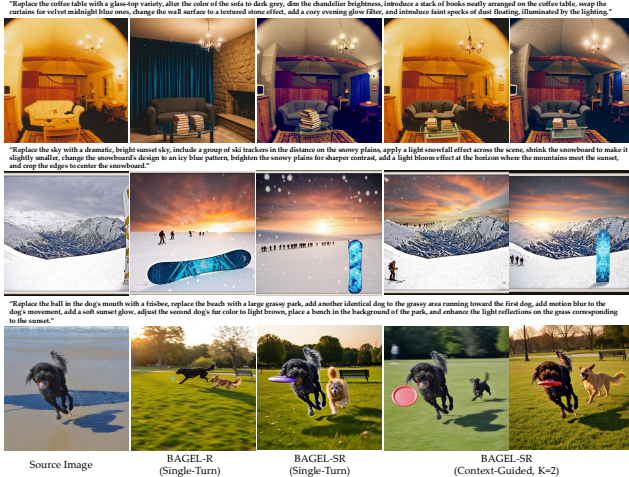 "Replace the coffee table with a glass-top variety, alter the color of the sofa to dark grey, dim the chandelier brightness, introduce a stack of books neatly arranged on the coffee table, swap the
curtains for velvet midnight blue ones, change the wall surface to a textured stone effect, add a cozy evening glow filter, and introduce faint specks of dust floating, illuminated by the lighting."
"Replace the sky with a dramatic, bright sunset sky, include a group of ski trackers in the distance on the snowy plains, apply a light snowfall effect across the scene, shrink the snowboard to make it
slightly smaller, change the snowboard's design to an icy blue pattern, brighten the snowy plains for sharper contrast, add a light bloom effect at the horizon where the mountains meet the sunset,
and crop the edges to center the snowboard."
"Replace the ball in the dog's mouth with a frisbee, replace the beach with a large grassy park, add another identical dog to the grassy area running toward the first dog, add motion blur to
the dog's movement, add a soft sunset glow, adjust the second dog's fur color to light brown, place a bench in the background of the park, and enhance the light reflections on the grass corresponding
to the sunset."
Source Image
BAGEL-R
(Single-Turn)
BAGEL-SR
(Single-Turn)
BAGEL-SR
(Context-Guided, K=2)